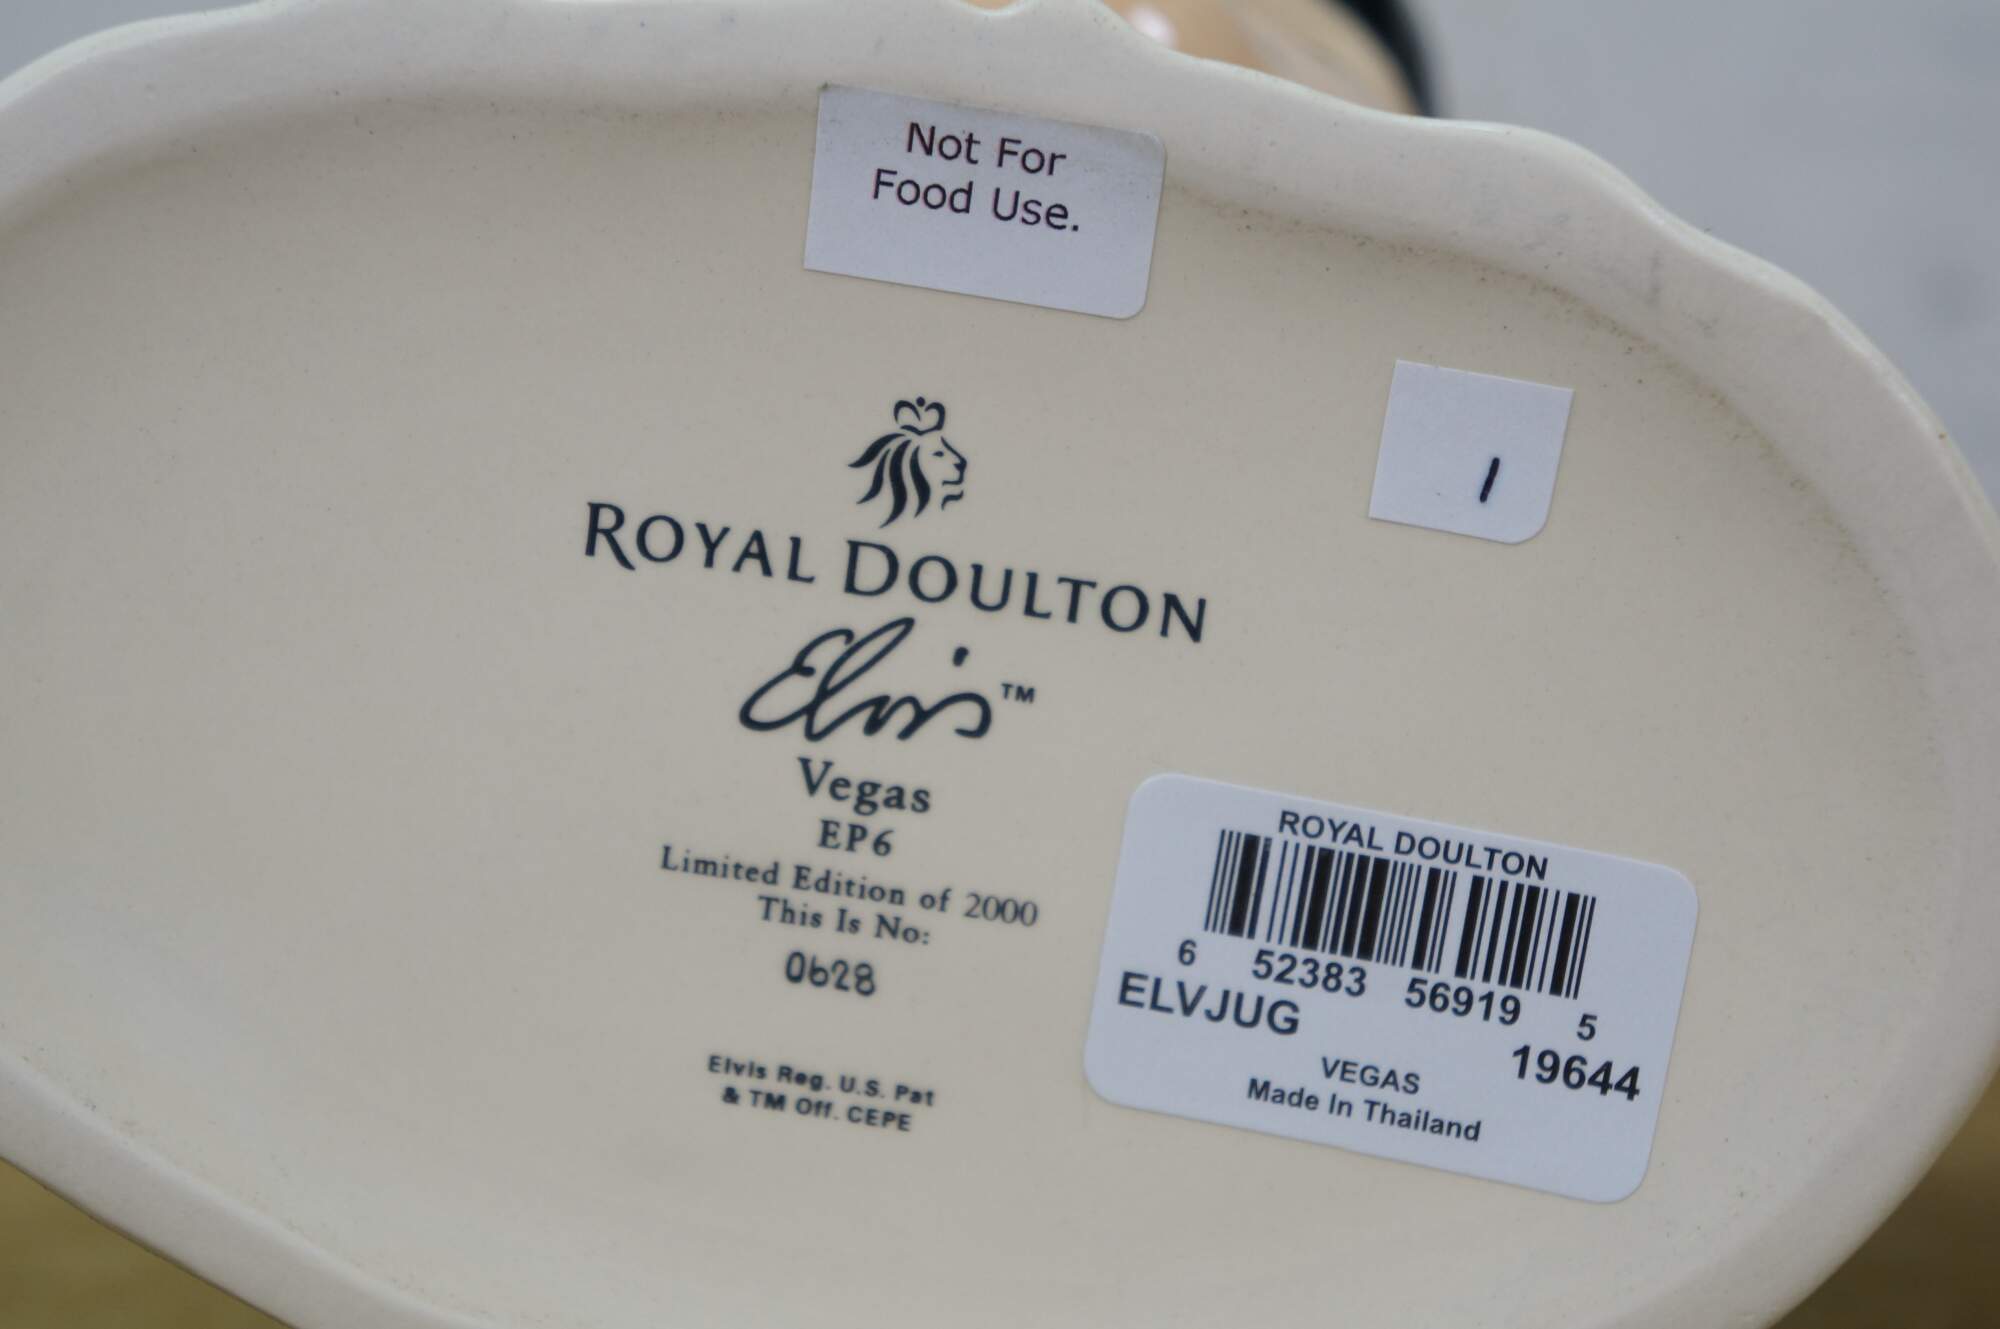 Not For
Food Use.
1
ROYAL DOULTON
Elvis™
Vegas
EP6
Limited Edition of 2000
This Is No:
0628
Elvis Reg. U.S. Pat
& TM Off. CEPE
ROYAL DOULTON
6 52383 56919 5
ELVJUG
19644
VEGAS
Made In Thailand